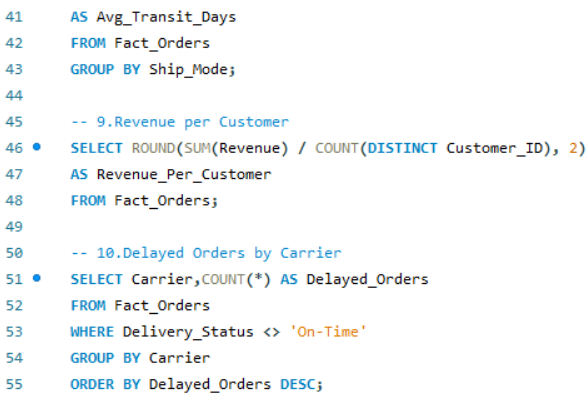 41 AS Avg_Transit_Days
42 FROM Fact_Orders
43 GROUP BY Ship_Mode;
44
45 -- 9.Revenue per Customer
46 SELECT ROUND(SUM(Revenue) / COUNT(DISTINCT Customer_ID), 2)
47 AS Revenue_Per_Customer
48 FROM Fact_Orders;
49
50 -- 10.Delayed Orders by Carrier
51 SELECT Carrier,COUNT(*) AS Delayed_Orders
52 FROM Fact_Orders
53 WHERE Delivery_Status <> 'On-Time'
54 GROUP BY Carrier
55 ORDER BY Delayed_Orders DESC;